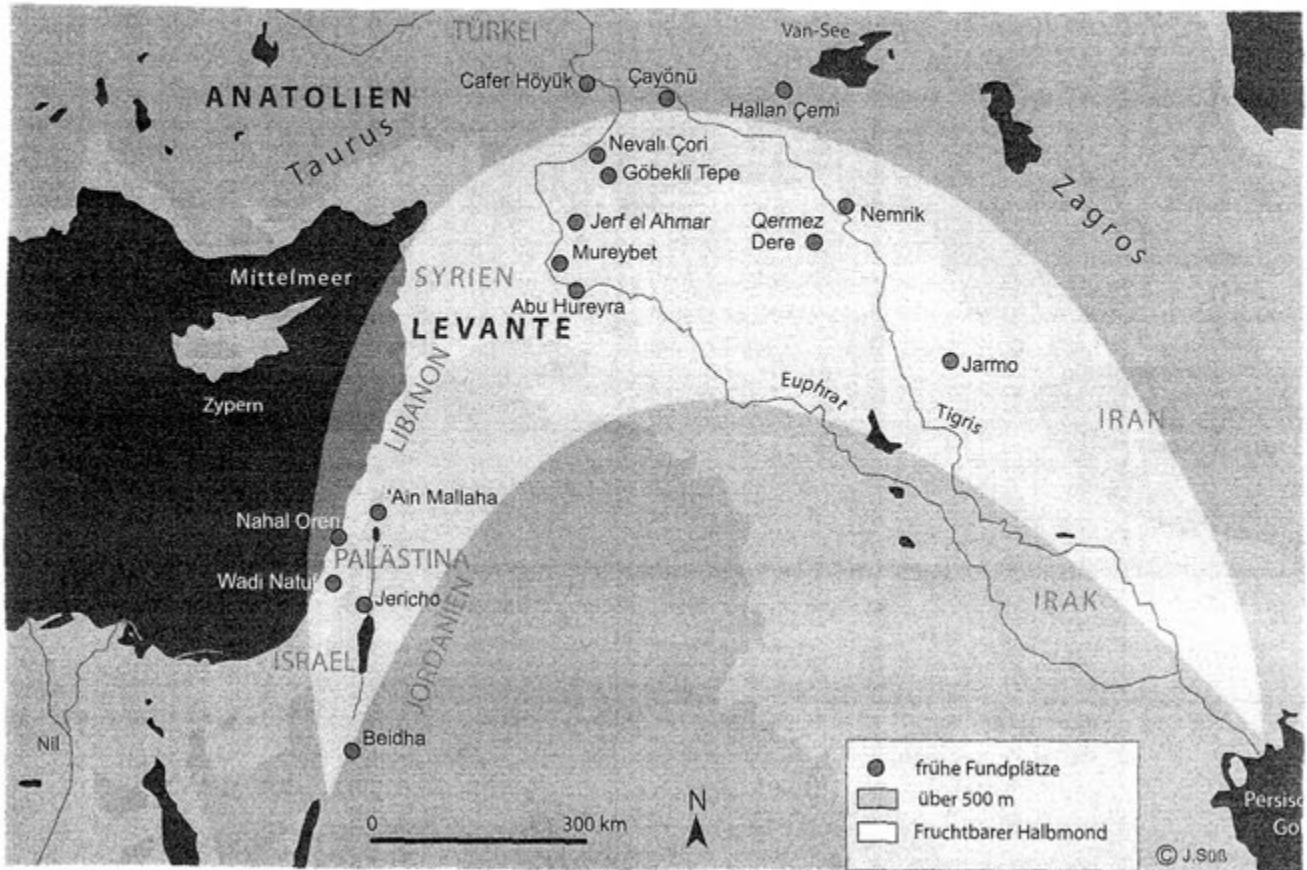 TÜRKEI
Van-See
Cafer Höyük
Çayönü
ANATOLIEN
Hallan Çemi
Taurus
Nevalı Çori
Göbekli Tepe
Zagros
Jerf el Ahmar
Qermez
Dere
Nemrik
Mureybet
Mittelmeer
SYRIEN
Abu Hureyra
LEVANTE
Jarmo
Euphrat
Zypern
LIBANON
Tigris
IRAN
'Ain Mallaha
Nahal Oren
PALÄSTINA
Wadi Natuf
Jericho
IRAK
ISRAEL
JORDANIEN
Nil
Beidha
N
0 300 km
frühe Fundplätze
über 500 m
Fruchtbarer Halbmond
© J.Süß